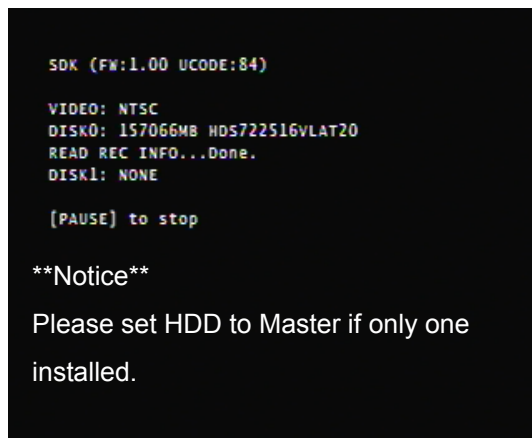 SDK (FW:1.00 UCODE:84)
VIDEO: NTSC
DISK0: 157066MB HDS722516VLAT20
READ REC INFO...Done.
DISK1: NONE
[PAUSE] to stop
**Notice**
Please set HDD to Master if only one
installed.